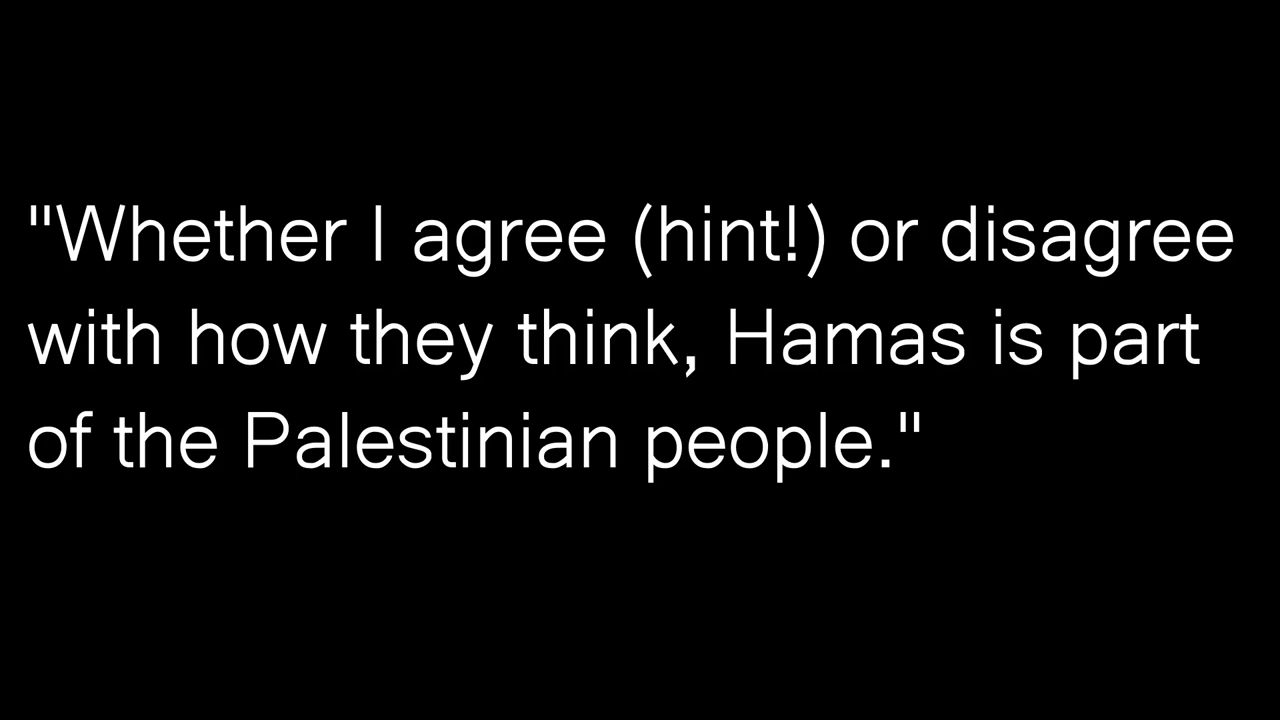 "Whether I agree (hint!) or disagree
with how they think, Hamas is part
of the Palestinian people."